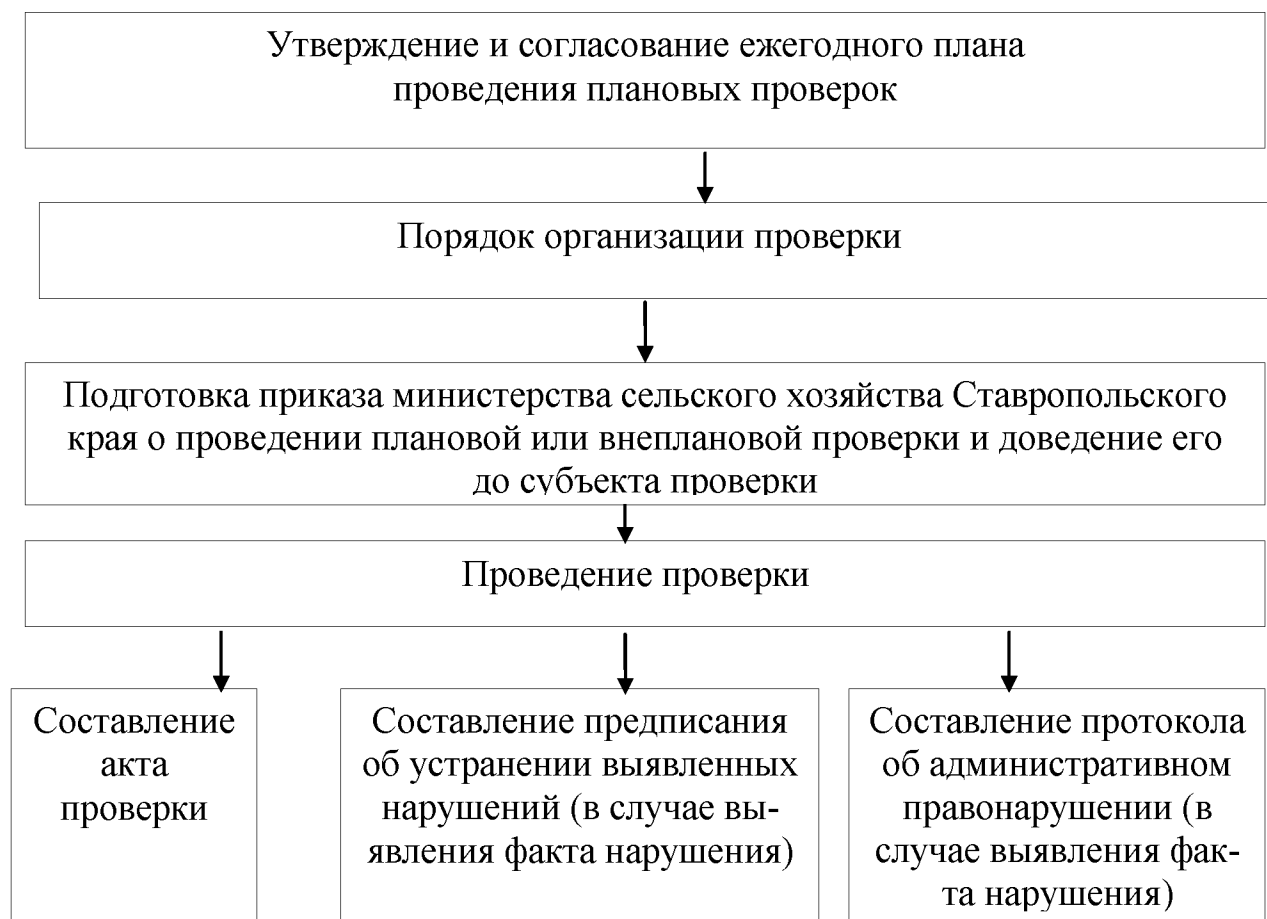 Утверждение и согласование ежегодного плана
проведения плановых проверок
Порядок организации проверки
Подготовка приказа министерства сельского хозяйства Ставропольского
края о проведении плановой или внеплановой проверки и доведение его
до субъекта проверки
Проведение проверки
Составление
акта
проверки
Составление предписания
об устранении выявленных
нарушений (в случае вы-
явления факта нарушения)
Составление протокола
об административном
правонарушении (в
случае выявления фак-
та нарушения)